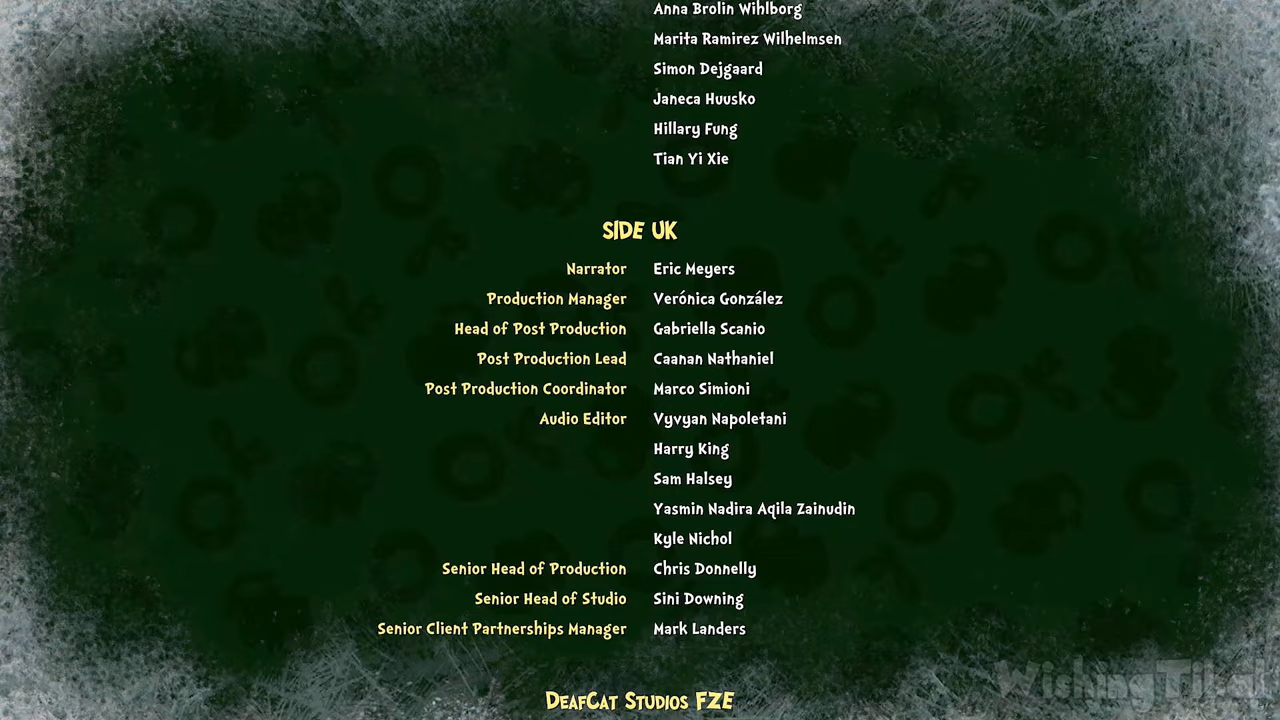 Anna Brolin Wihlborg
Marita Ramirez Wilhelmsen
Simon Dejgaard
Janeca Huusko
Hillary Fung
Tian Yi Xie
SIDE UK
Narrator Eric Meyers
Production Manager Verónica González
Head of Post Production Gabriella Scanio
Post Production Lead Caanan Nathaniel
Post Production Coordinator Marco Simioni
Audio Editor Vyvyan Napoletani
Harry King
Sam Halsey
Yasmin Nadira Aqila Zainudin
Kyle Nichol
Senior Head of Production Chris Donnelly
Senior Head of Studio Sini Downing
Senior Client Partnerships Manager Mark Landers
DEAFCAT STUDIOS FZE